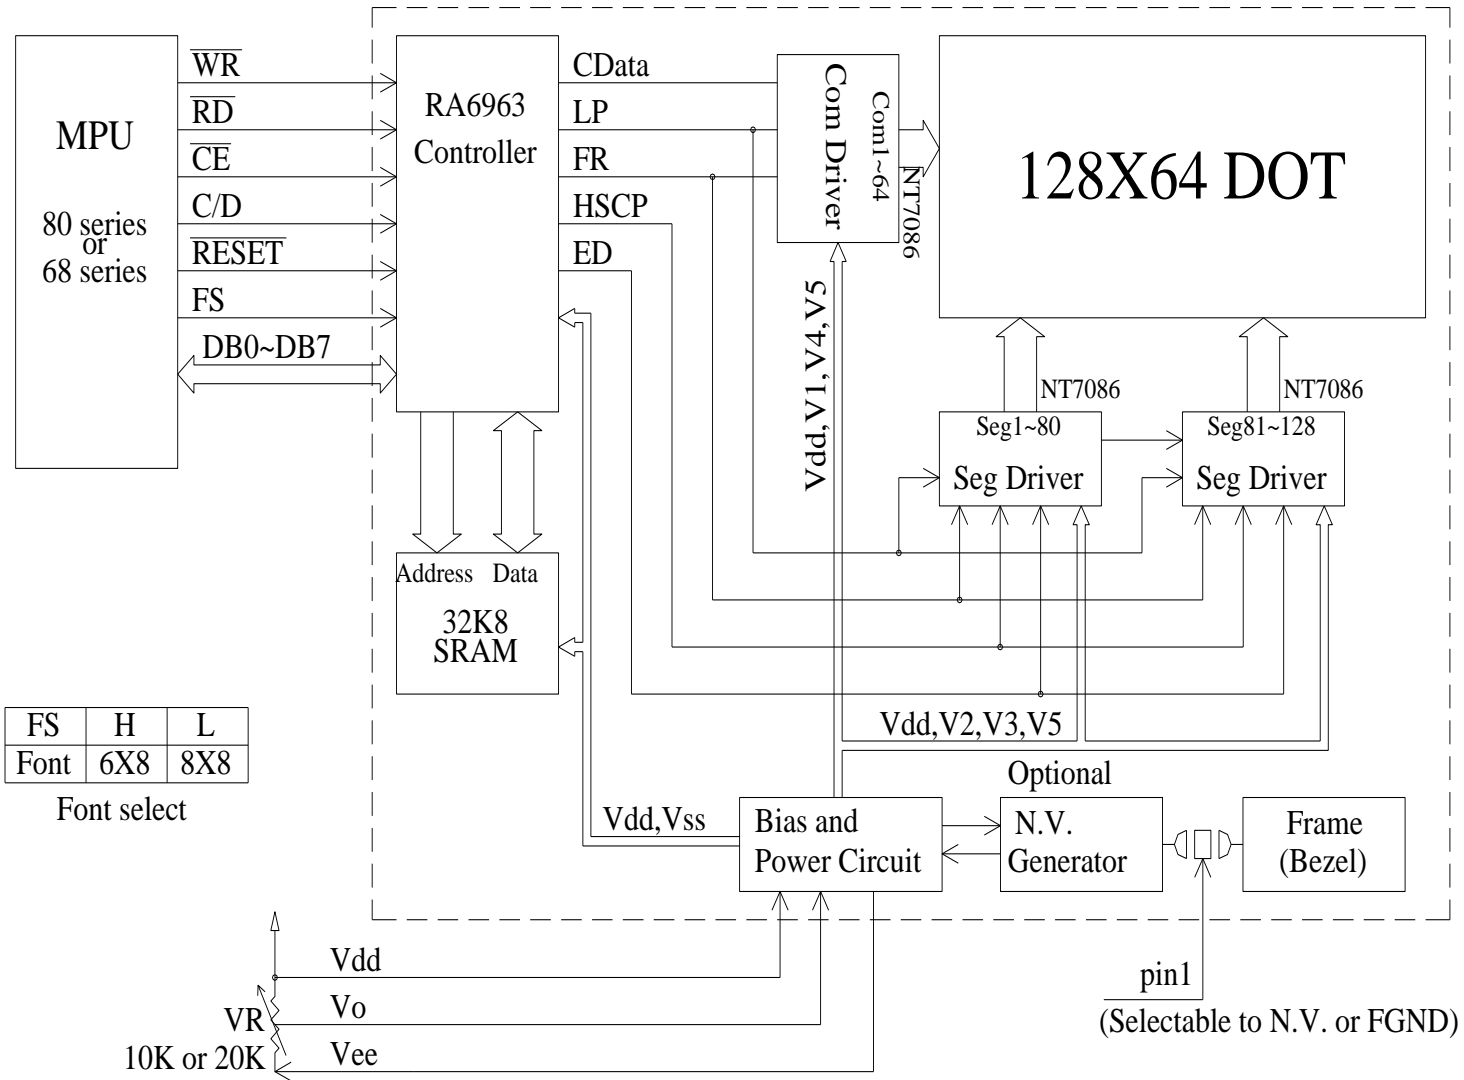 MPU
80 series
or
68 series
WR
RD
CE
C/D
RESET
FS
DB0~DB7
RA6963
Controller
CData
LP
FR
HSCP
ED
Com Driver
Com1~64
NT7086
128X64 DOT
Vdd,V1,V4,V5
NT7086
Seg1~80
Seg Driver
NT7086
Seg81~128
Seg Driver
Address Data
32K8
SRAM
FS H L
Font 6X8 8X8
Font select
Vdd,V2,V3,V5
Optional
Vdd,Vss
Bias and
Power Circuit
N.V.
Generator
Frame
(Bezel)
Vdd
Vo
VR
10K or 20K
Vee
pin1
(Selectable to N.V. or FGND)